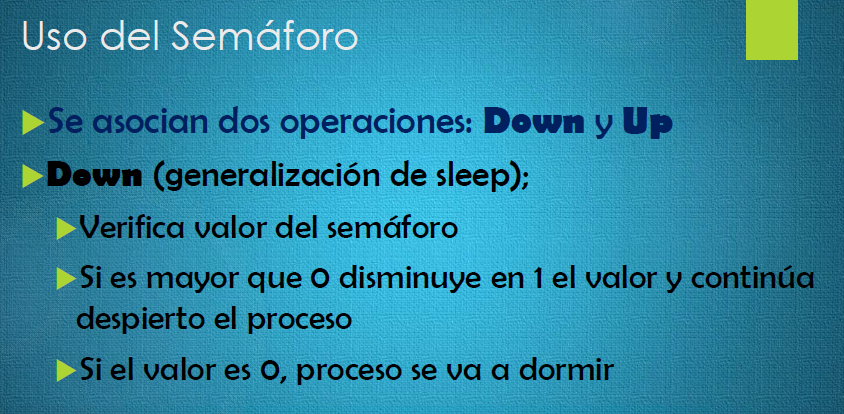 Uso del Semáforo
Se asocian dos operaciones: Down y Up
Down (generalización de sleep);
Verifica valor del semáforo
Si es mayor que 0 disminuye en 1 el valor y continúa
despierto el proceso
Si el valor es 0, proceso se va a dormir